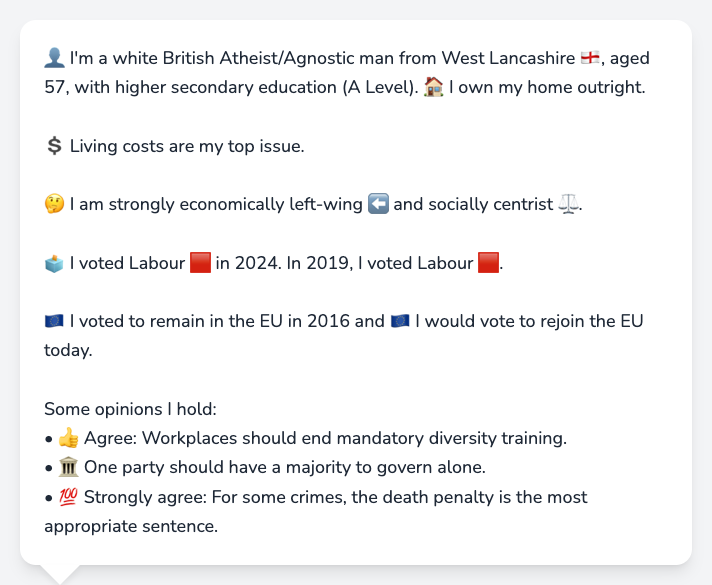 👤 I'm a white British Atheist/Agnostic man from West Lancashire 🏴󠁧󠁢󠁥󠁮󠁧󠁿, aged
57, with higher secondary education (A Level). 🏠 I own my home outright.
💲 Living costs are my top issue.
🤔 I am strongly economically left-wing ⬅️ and socially centrist ⚖️.
🗳️ I voted Labour 🟥 in 2024. In 2019, I voted Labour 🟥.
🇪🇺 I voted to remain in the EU in 2016 and 🇪🇺 I would vote to rejoin the EU
today.
Some opinions I hold:
• 👍 Agree: Workplaces should end mandatory diversity training.
• 🏛️ One party should have a majority to govern alone.
• 💯 Strongly agree: For some crimes, the death penalty is the most
appropriate sentence.